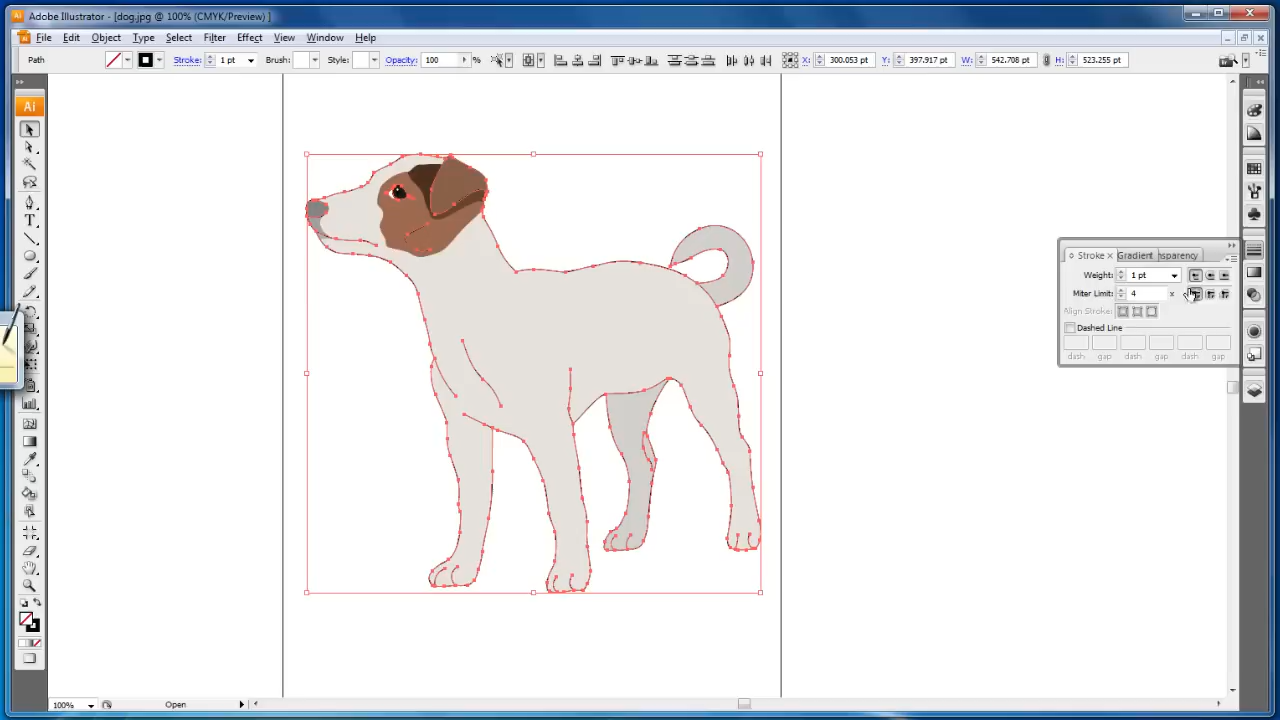 Adobe Illustrator - [dog.jpg @ 100% (CMYK/Preview) ]
File Edit Object Type Select Filter Effect View Window Help
Path Stroke: 1 pt Brush: Style: Opacity: 100 % X: 300.053 pt Y: 397.917 pt W: 542.708 pt H: 523.255 pt
Ai
T
Stroke × Gradient nsparency
Weight: 1 pt
Miter Limit: 4 x
Align Stroke:
Dashed Line
dash gap dash gap dash gap
100% Open